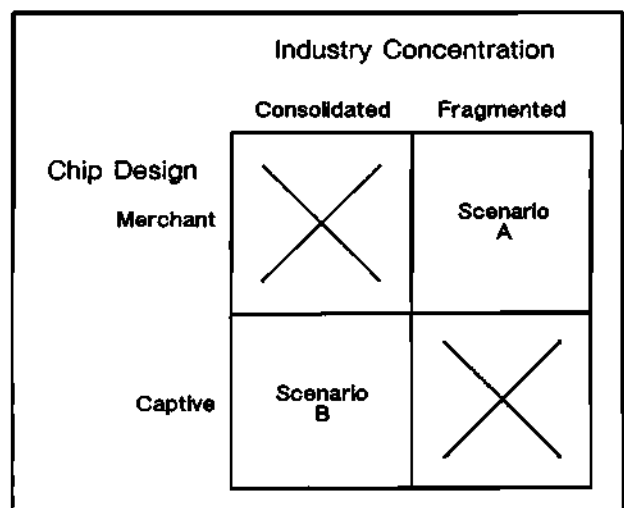 Industry Concentration
Consolidated Fragmented
Chip Design
Merchant
Scenario
A
Captive
Scenario
B